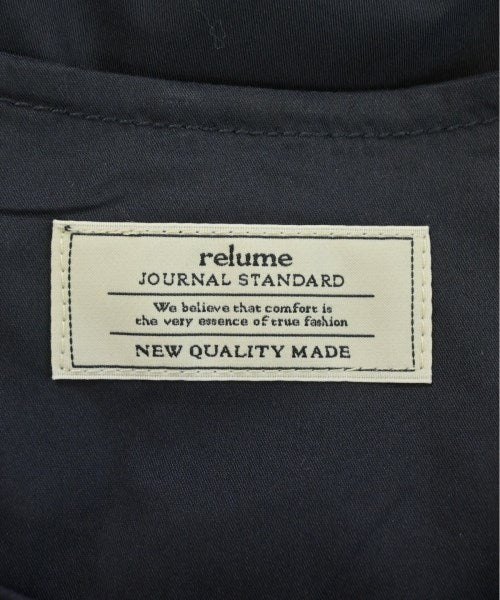 relume
JOURNAL STANDARD
We believe that comfort is
the very essence of true fashion
NEW QUALITY MADE